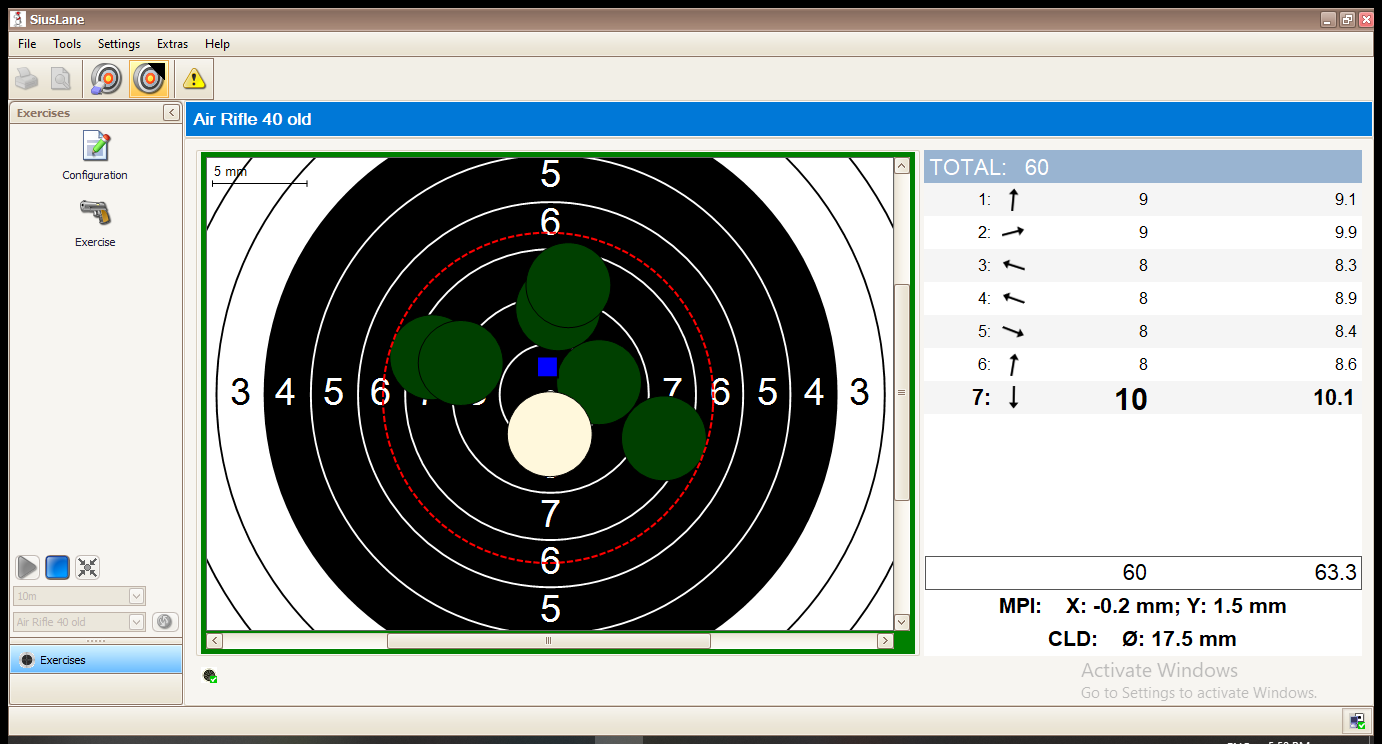 SiusLane
File Tools Settings Extras Help
Exercises
Configuration
Exercise
10m
Air Rifle 40 old
Exercises
Air Rifle 40 old
5 mm
5
6
3 4 5 6 7 6 5 4 3
7
6
5
TOTAL: 60
1: 9 9.1
2: 9 9.9
3: 8 8.3
4: 8 8.9
5: 8 8.4
6: 8 8.6
7: 10 10.1
60 63.3
MPI: X: -0.2 mm; Y: 1.5 mm
CLD: Ø: 17.5 mm
Activate Windows
Go to Settings to activate Windows.